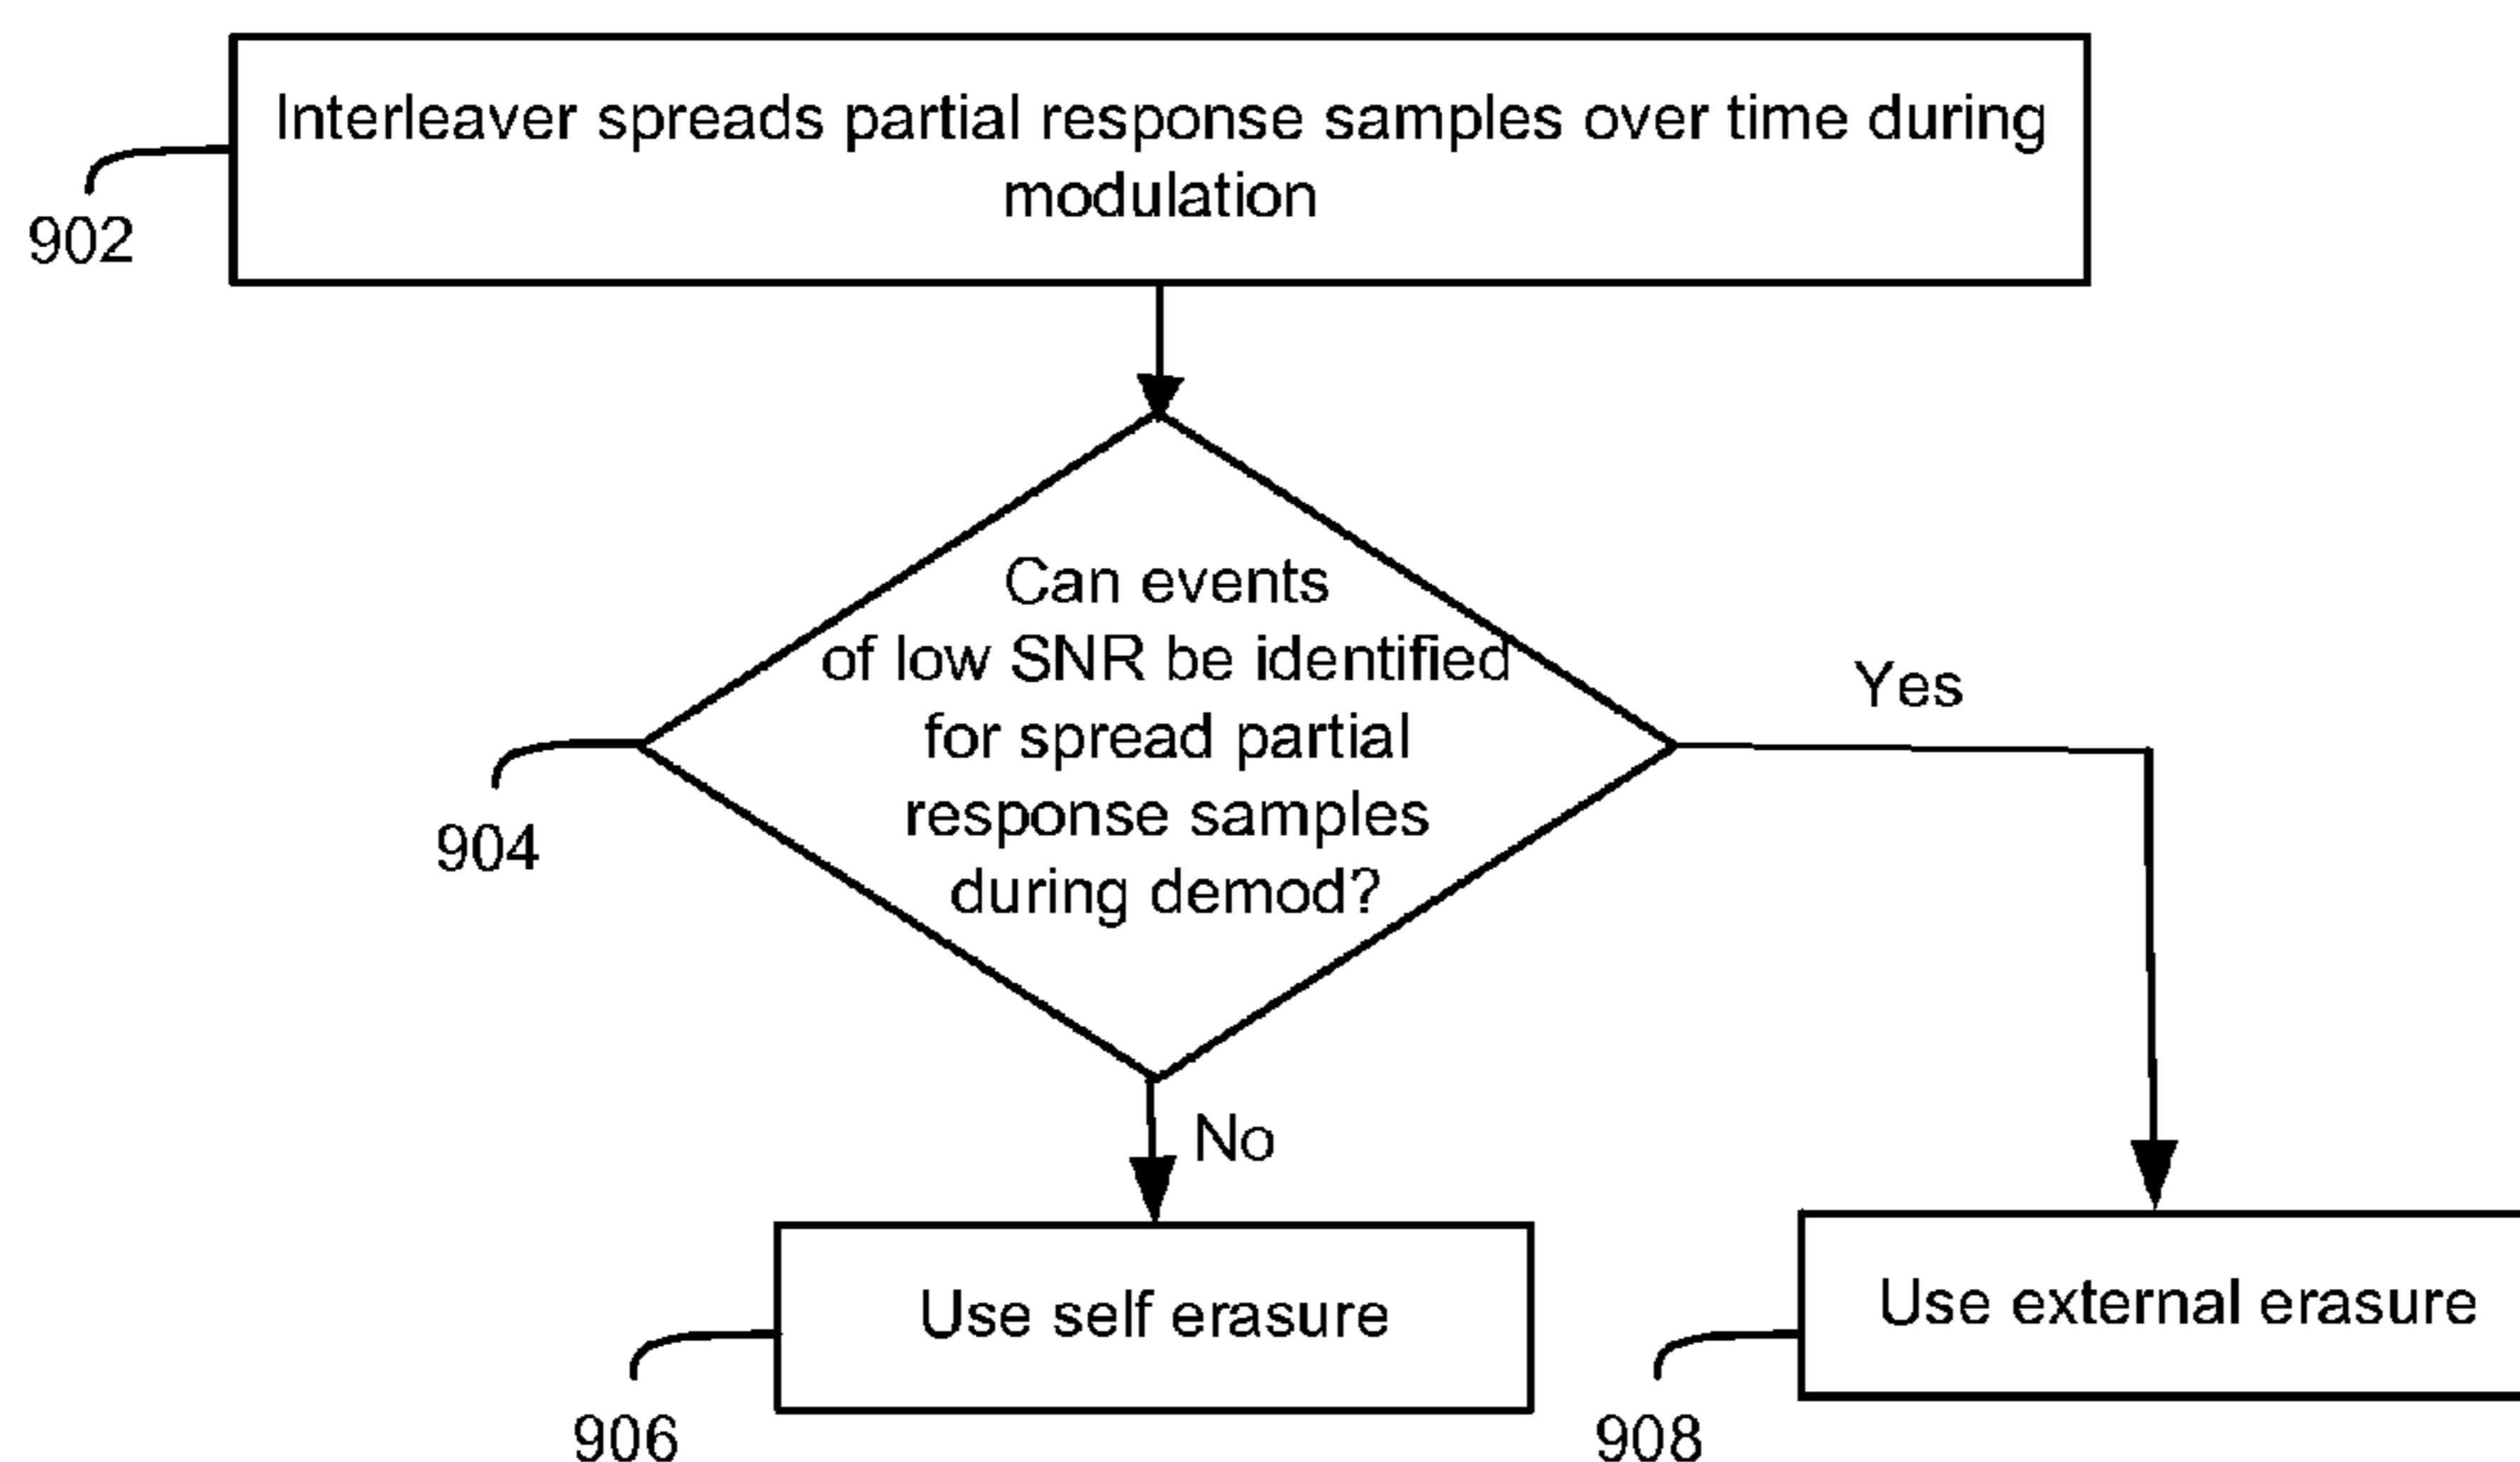 Interleaver spreads partial response samples over time during
modulation
902
Can events
of low SNR be identified
for spread partial
response samples
during demod?
Yes
904
No
Use self erasure
Use external erasure
906
908